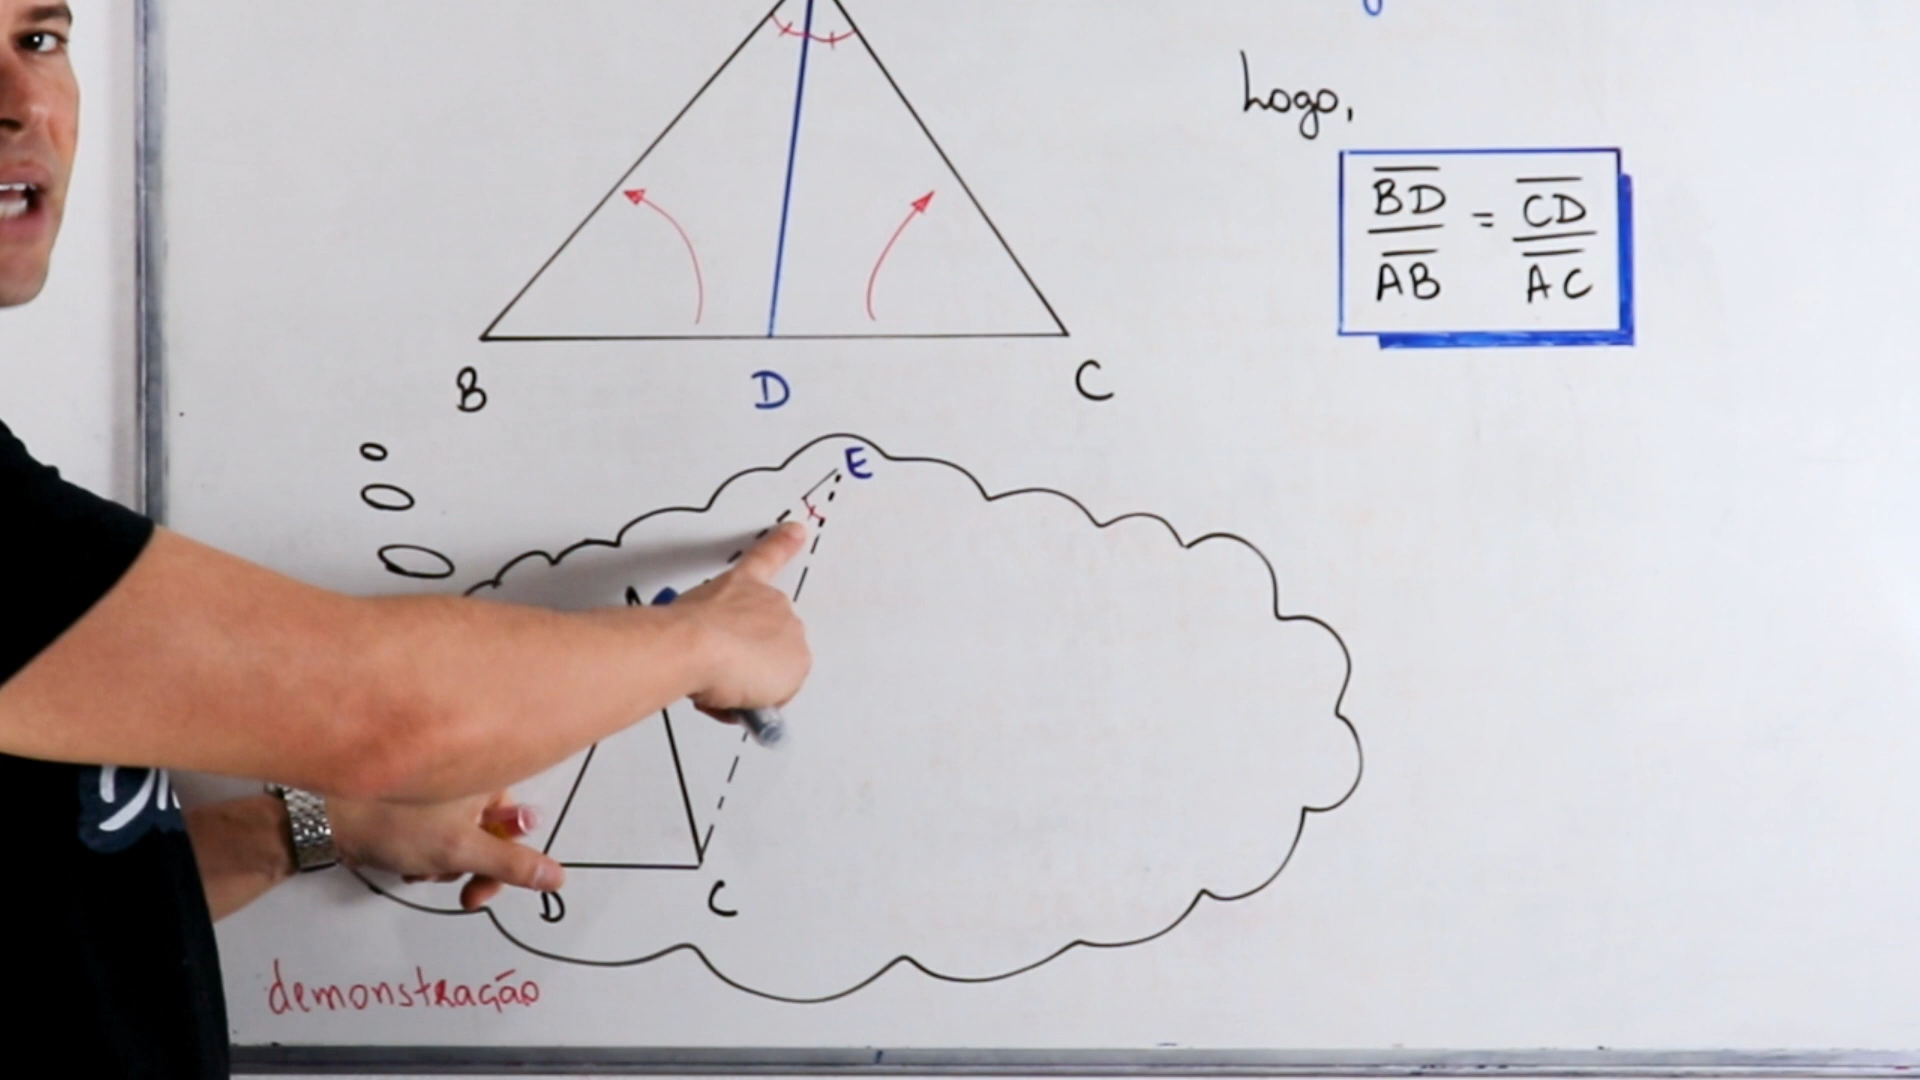 Logo,
BD/AB = CD/AC
B D C
E
A
D C
demonstração